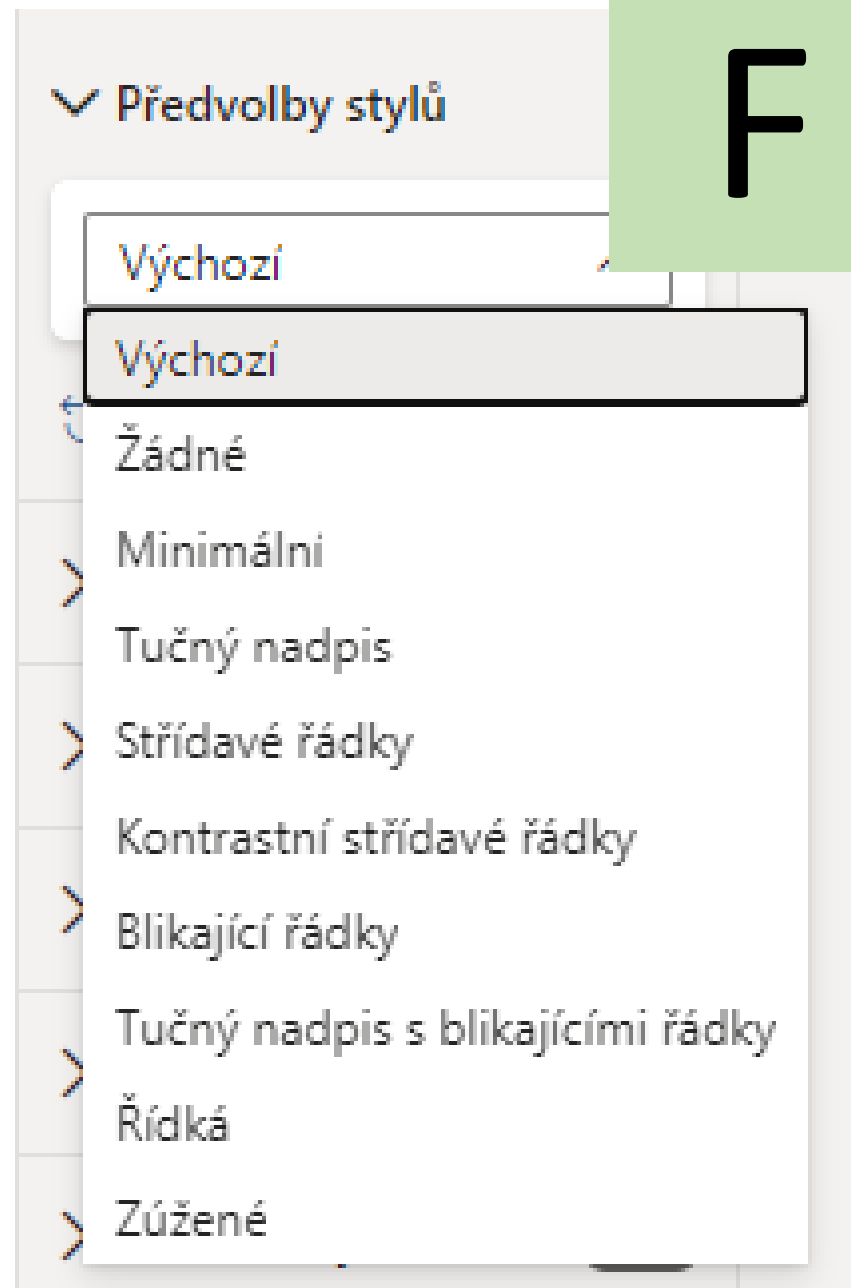 F
Předvolby stylů
Výchozí
Výchozí
Žádné
Minimální
Tučný nadpis
Střídavé řádky
Kontrastní střídavé řádky
Blikající řádky
Tučný nadpis s blikajícími řádky
Řídká
Zúžené